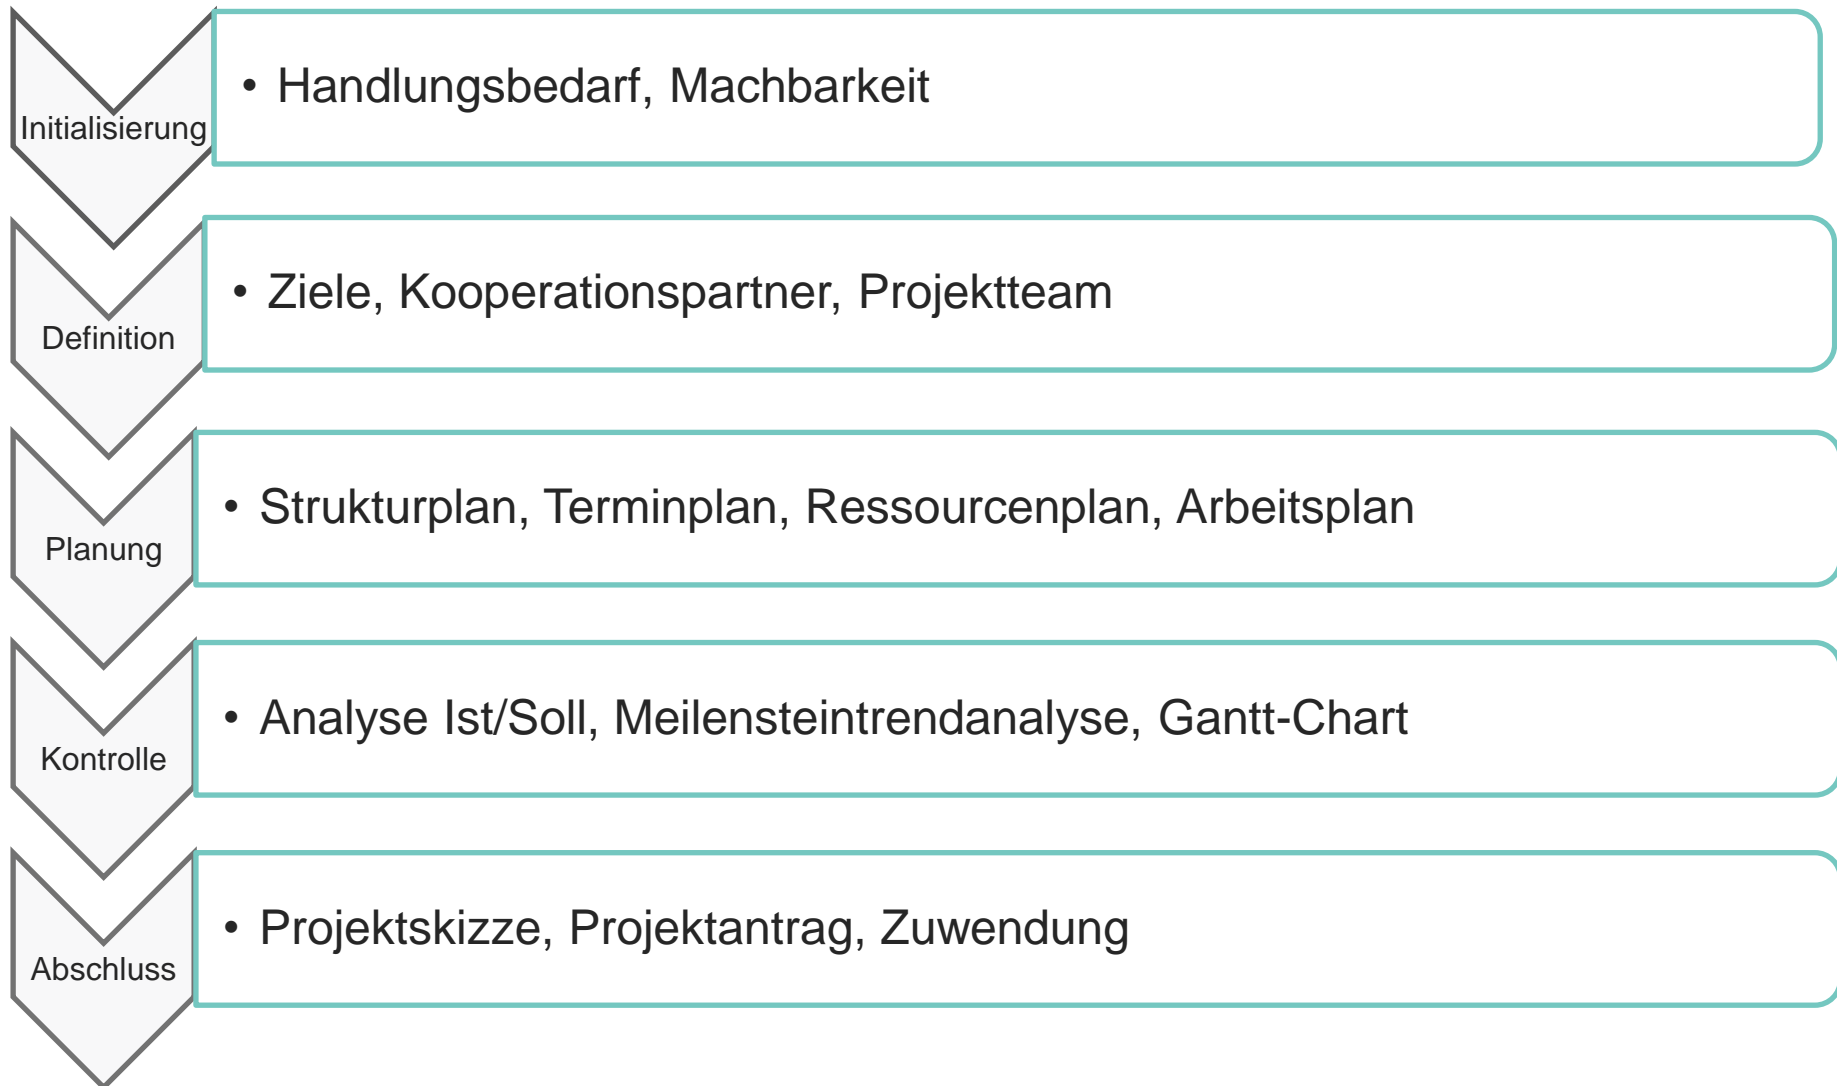 Initialisierung
• Handlungsbedarf, Machbarkeit
Definition
• Ziele, Kooperationspartner, Projektteam
Planung
• Strukturplan, Terminplan, Ressourcenplan, Arbeitsplan
Kontrolle
• Analyse Ist/Soll, Meilensteintrendanalyse, Gantt-Chart
Abschluss
• Projektskizze, Projektantrag, Zuwendung